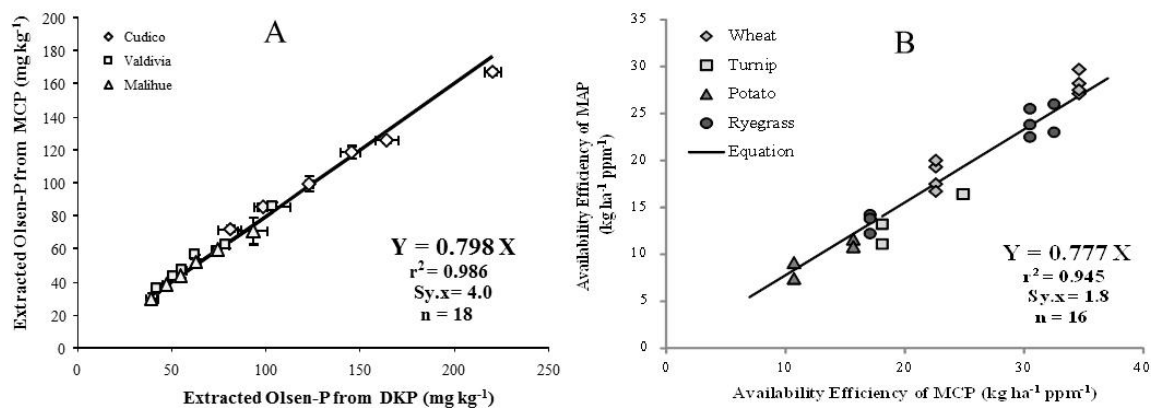 A
Extracted Olsen-P from MCP (mg kg⁻¹)
200
180
160
140
120
100
80
60
40
20
0
Cudico
Valdivia
Malihue
Y = 0.798 X
r² = 0.986
Sy.x = 4.0
n = 18
0 50 100 150 200 250
Extracted Olsen-P from DKP (mg kg⁻¹)
B
Availability Efficiency of MAP
(kg ha⁻¹ ppm⁻¹)
35
30
25
20
15
10
5
0
Wheat
Turnip
Potato
Ryegrass
Equation
Y = 0.777 X
r² = 0.945
Sy.x = 1.8
n = 16
0 10 20 30 40
Availability Efficiency of MCP (kg ha⁻¹ ppm⁻¹)